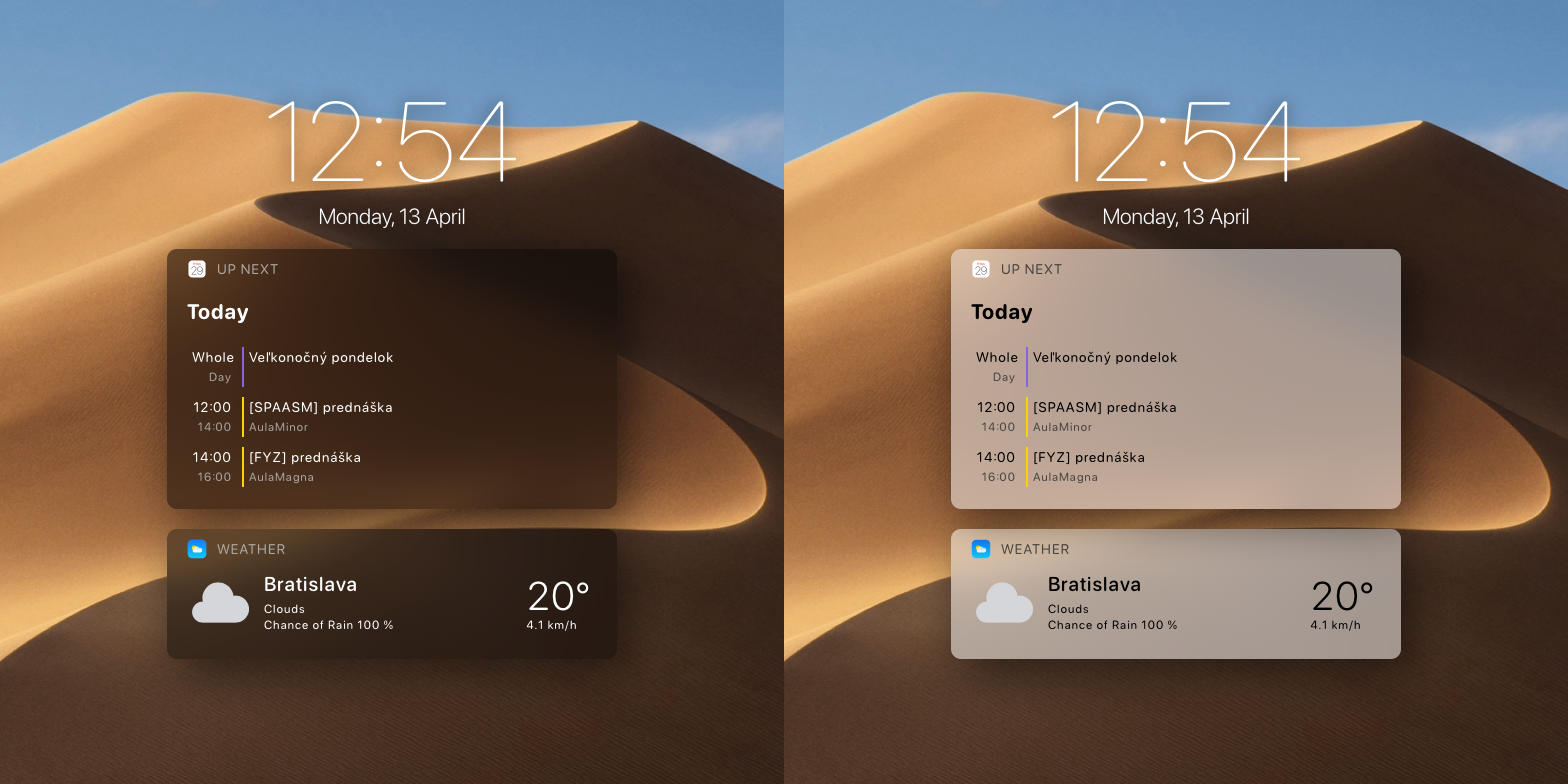 12:54
Monday, 13 April
29 UP NEXT
Today
Whole Veľkonočný pondelok
Day
12:00 [SPAASM] prednáška
14:00 AulaMinor
14:00 [FYZ] prednáška
16:00 AulaMagna
WEATHER
Bratislava 20°
Clouds
Chance of Rain 100 % 4.1 km/h
12:54
Monday, 13 April
29 UP NEXT
Today
Whole Veľkonočný pondelok
Day
12:00 [SPAASM] prednáška
14:00 AulaMinor
14:00 [FYZ] prednáška
16:00 AulaMagna
WEATHER
Bratislava 20°
Clouds
Chance of Rain 100 % 4.1 km/h